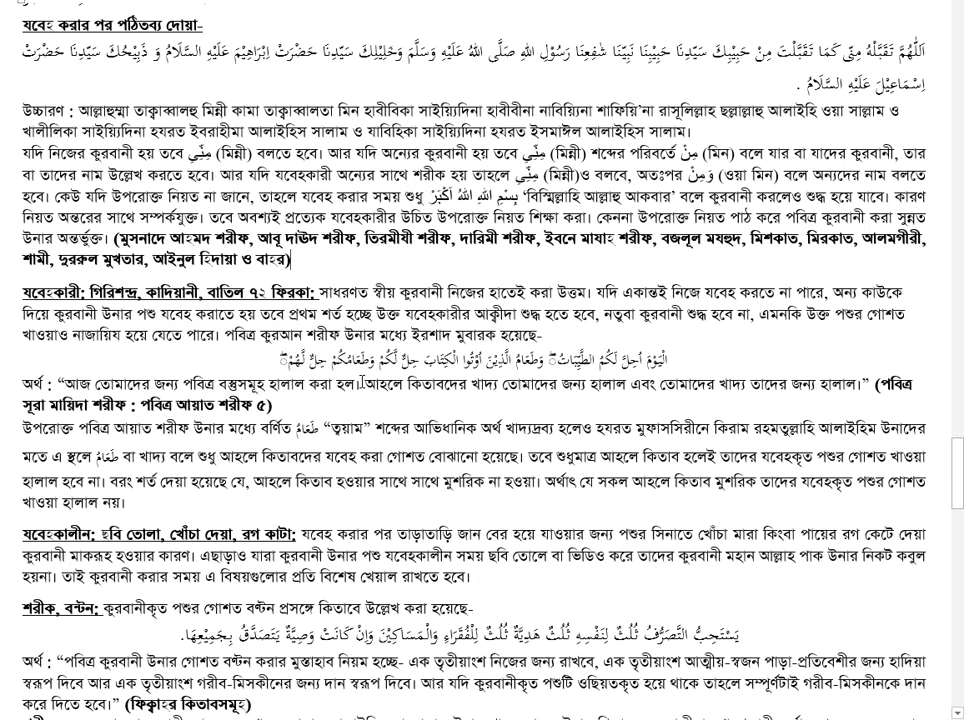 যবেহ করার পর পঠিতব্য দোয়া-
اَللّٰهُمَّ تَقَبَّلْهُ مِنِّى كَمَا تَقَبَّلْتَ مِنْ حَبِيْبِكَ سَيِّدِنَا حَبِيْبِنَا نَبِيِّنَا شَفِعِنَا رَسُوْلِ اللهِ صَلَّى اللهُ عَلَيْهِ وَسَلَّمَ وَخَلِيْلِكَ سَيِّدِنَا حَضْرَتْ اِبْرَاهِيْمَ عَلَيْهِ السَّلَامُ وَ ذَبِيْحُكَ سَيِّدِنَا حَضْرَتْ
اِسْمَاعِيْلَ عَلَيْهِ السَّلَامُ .
উচ্চারণ : আল্লাহুম্মা তাক্বাব্বালহু মিন্নী কামা তাক্বাব্বালতা মিন হাবীবিকা সাইয়্যিদিনা হাবীবীনা নাবিয়্যিনা শাফিয়ি'না রাসূলিল্লাহ ছল্লাল্লাহু আলাইহি ওয়া সাল্লাম ও
খালীলিকা সাইয়্যিদিনা হযরত ইবরাহীমা আলাইহিস সালাম ও যাবিহিকা সাইয়্যিদিনা হযরত ইসমাঈল আলাইহিস সালাম।
যদি নিজের কুরবানী হয় তবে مِنِّي (মিন্নী) বলতে হবে। আর যদি অন্যের কুরবানী হয় তবে مِنِّي (মিন্নী) শব্দের পরিবর্তে مِنْ (মিন) বলে যার বা যাদের কুরবানী, তার
বা তাদের নাম উল্লেখ করতে হবে। আর যদি যবেহকারী অন্যের সাথে শরীক হয় তাহলে مِنِّي (মিন্নী)ও বলবে, অতঃপর وَمِنْ (ওয়া মিন) বলে অন্যদের নাম বলতে
হবে। কেউ যদি উপরোক্ত নিয়ত না জানে, তাহলে যবেহ করার সময় শুধু بِسْمِ اللهِ اللهُ اَكْبَرْ 'বিস্মিল্লাহি আল্লাহু আকবার' বলে কুরবানী করলেও শুদ্ধ হয়ে যাবে। কারণ
নিয়ত অন্তরের সাথে সম্পর্কযুক্ত। তবে অবশ্যই প্রত্যেক যবেহকারীর উচিত উপরোক্ত নিয়ত শিক্ষা করা। কেননা উপরোক্ত নিয়ত পাঠ করে পবিত্র কুরবানী করা সুন্নত
উনার অন্তর্ভুক্ত। (মুসনাদে আহমদ শরীফ, আবূ দাঊদ শরীফ, তিরমীযী শরীফ, দারিমী শরীফ, ইবনে মাযাহ শরীফ, বজলূল মযহুদ, মিশকাত, মিরকাত, আলমগীরী,
শামী, দুররুল মুখতার, আইনুল হিদায়া ও বাহর)
যবেহকারী: গিরিশন্দ্র, কাদিয়ানী, বাতিল ৭২ ফিরকা: সাধরণত স্বীয় কুরবানী নিজের হাতেই করা উত্তম। যদি একান্তই নিজে যবেহ করতে না পারে, অন্য কাউকে
দিয়ে কুরবানী উনার পশু যবেহ করাতে হয় তবে প্রথম শর্ত হচ্ছে উক্ত যবেহকারীর আক্বীদা শুদ্ধ হতে হবে, নতুবা কুরবানী শুদ্ধ হবে না, এমনকি উক্ত পশুর গোশত
খাওয়াও নাজায়িয হয়ে যেতে পারে। পবিত্র কুরআন শরীফ উনার মধ্যে ইরশাদ মুবারক হয়েছে-
الْيَوْمَ أُحِلَّ لَكُمُ الطَّيِّبَاتُ ۖ وَطَعَامُ الَّذِيْنَ أُوْتُوا الْكِتَابَ حِلٌّ لَّكُمْ وَطَعَامُكُمْ حِلٌّ لَّهُمْ ۖ
অর্থ : “আজ তোমাদের জন্য পবিত্র বস্তুসমূহ হালাল করা হল। আহলে কিতাবদের খাদ্য তোমাদের জন্য হালাল এবং তোমাদের খাদ্য তাদের জন্য হালাল।” (পবিত্র
সূরা মায়িদা শরীফ : পবিত্র আয়াত শরীফ ৫)
উপরোক্ত পবিত্র আয়াত শরীফ উনার মধ্যে বর্ণিত طَعَامُ “ত্বয়াম” শব্দের আভিধানিক অর্থ খাদ্যদ্রব্য হলেও হযরত মুফাসসিরীনে কিরাম রহমতুল্লাহি আলাইহিম উনাদের
মতে এ স্থলে طَعَامُ বা খাদ্য বলে শুধু আহলে কিতাবদের যবেহ করা গোশত বোঝানো হয়েছে। তবে শুধুমাত্র আহলে কিতাব হলেই তাদের যবেহকৃত পশুর গোশত খাওয়া
হালাল হবে না। বরং শর্ত দেয়া হয়েছে যে, আহলে কিতাব হওয়ার সাথে সাথে মুশরিক না হওয়া। অর্থাৎ যে সকল আহলে কিতাব মুশরিক তাদের যবেহকৃত পশুর গোশত
খাওয়া হালাল নয়।
যবেহকালীন: ছবি তোলা, খোঁচা দেয়া, রগ কাটা: যবেহ করার পর তাড়াতাড়ি জান বের হয়ে যাওয়ার জন্য পশুর সিনাতে খোঁচা মারা কিংবা পায়ের রগ কেটে দেয়া
কুরবানী মাকরূহ হওয়ার কারণ। এছাড়াও যারা কুরবানী উনার পশু যবেহকালীন সময় ছবি তোলে বা ভিডিও করে তাদের কুরবানী মহান আল্লাহ পাক উনার নিকট কবুল
হয়না। তাই কুরবানী করার সময় এ বিষয়গুলোর প্রতি বিশেষ খেয়াল রাখতে হবে।
শরীক, বন্টন: কুরবানীকৃত পশুর গোশত বণ্টন প্রসঙ্গে কিতাবে উল্লেখ করা হয়েছে-
يَسْتَحِبُّ التَّصَرُّفُ ثُلُثٌ لِنَفْسِهِ ثُلُثٌ هَدِيَّةٌ ثُلُثٌ لِلْفُقَرَاءِ وَالْمَسَاكِيْنَ وَاِنْ كَانَتْ وَصِيَّةٌ يَتَصَدَّقُ بِجَمِيْعِهَا.
অর্থ : “পবিত্র কুরবানী উনার গোশত বণ্টন করার মুস্তাহাব নিয়ম হচ্ছে- এক তৃতীয়াংশ নিজের জন্য রাখবে, এক তৃতীয়াংশ আত্মীয়-স্বজন পাড়া-প্রতিবেশীর জন্য হাদিয়া
স্বরূপ দিবে আর এক তৃতীয়াংশ গরীব-মিসকীনের জন্য দান স্বরূপ দিবে। আর যদি কুরবানীকৃত পশুটি ওছিয়তকৃত হয়ে থাকে তাহলে সম্পূর্ণটাই গরীব-মিসকীনকে দান
করে দিতে হবে।” (ফিক্বাহর কিতাবসমূহ)